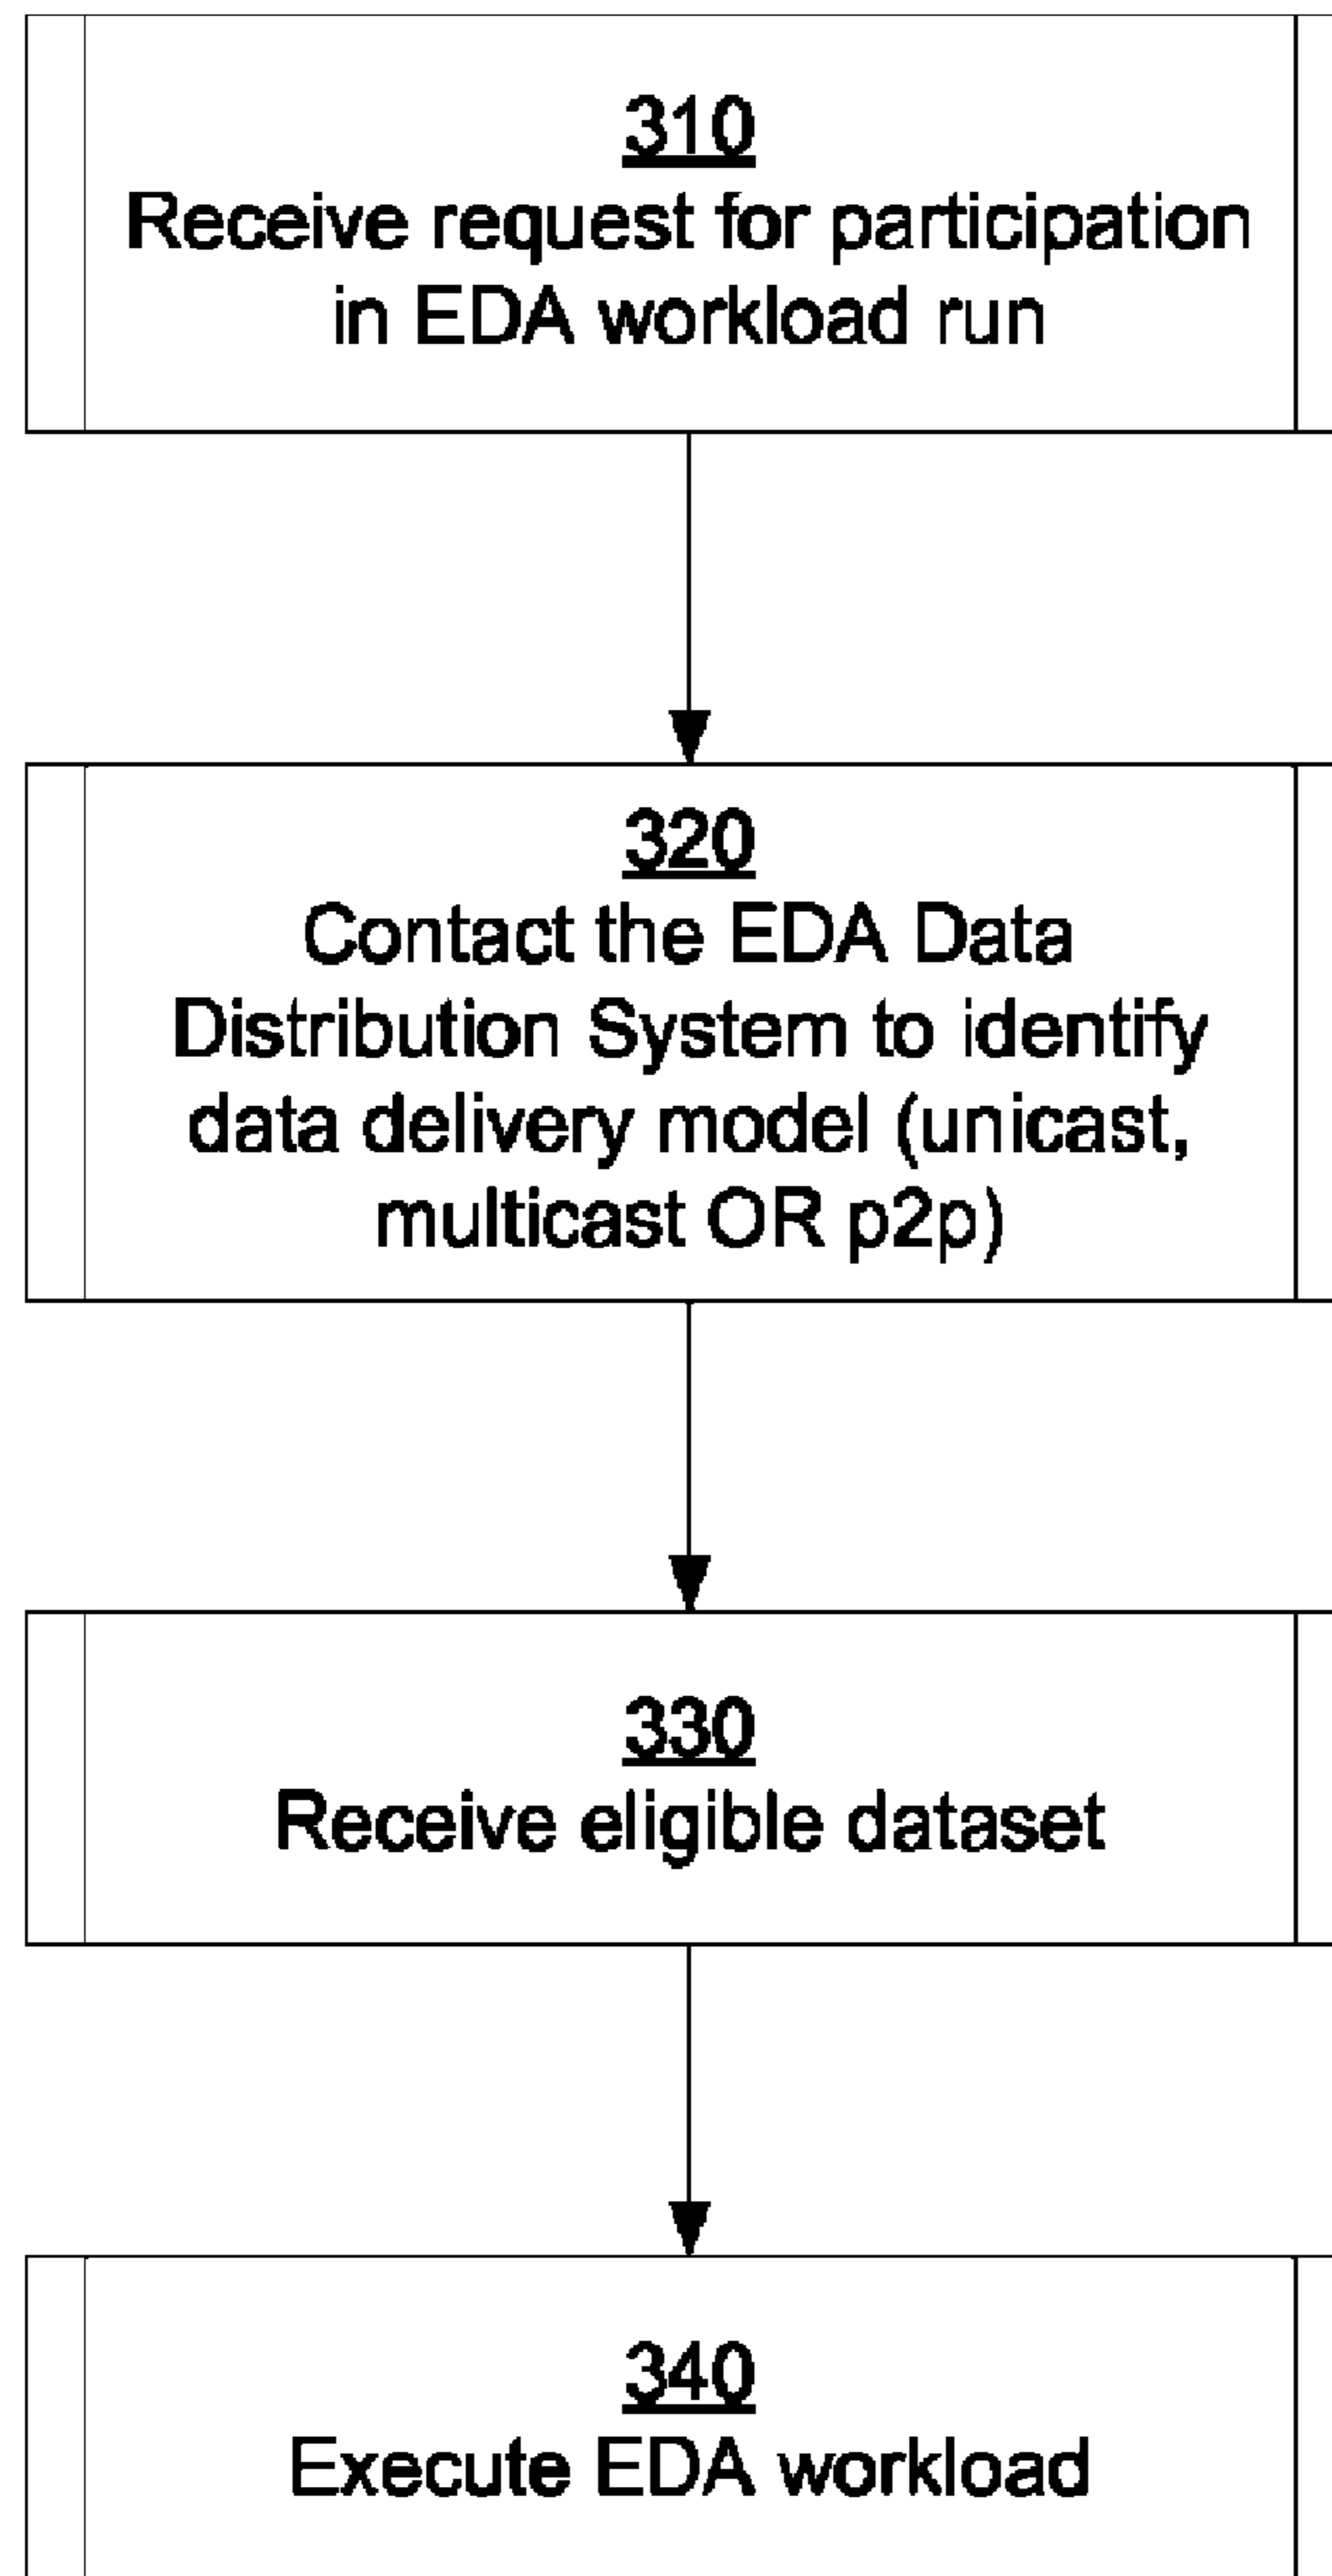 310
Receive request for participation
in EDA workload run
320
Contact the EDA Data
Distribution System to identify
data delivery model (unicast,
multicast OR p2p)
330
Receive eligible dataset
340
Execute EDA workload